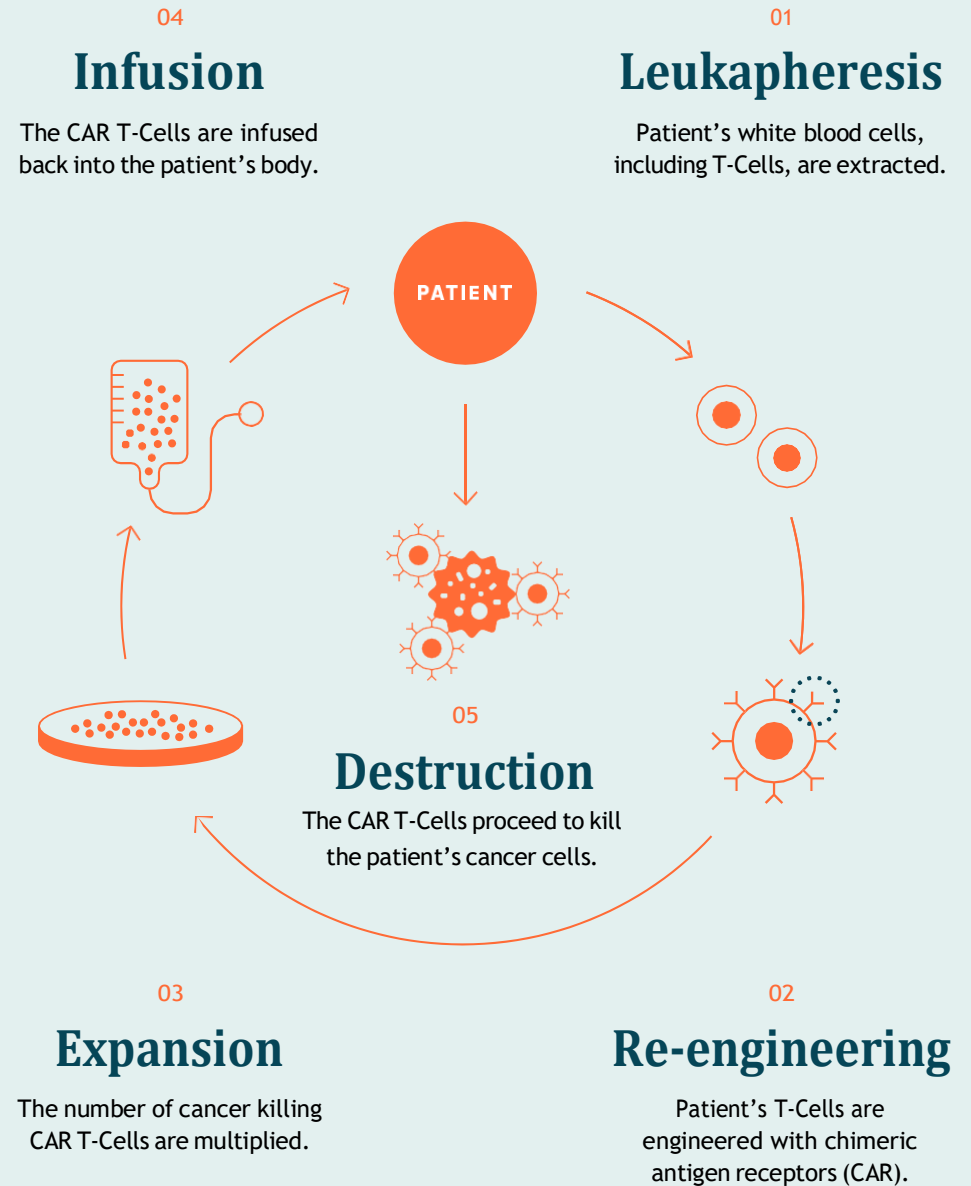 04
Infusion
The CAR T-Cells are infused
back into the patient’s body.
01
Leukapheresis
Patient’s white blood cells,
including T-Cells, are extracted.
PATIENT
05
Destruction
The CAR T-Cells proceed to kill
the patient’s cancer cells.
03
Expansion
The number of cancer killing
CAR T-Cells are multiplied.
02
Re-engineering
Patient’s T-Cells are
engineered with chimeric
antigen receptors (CAR).